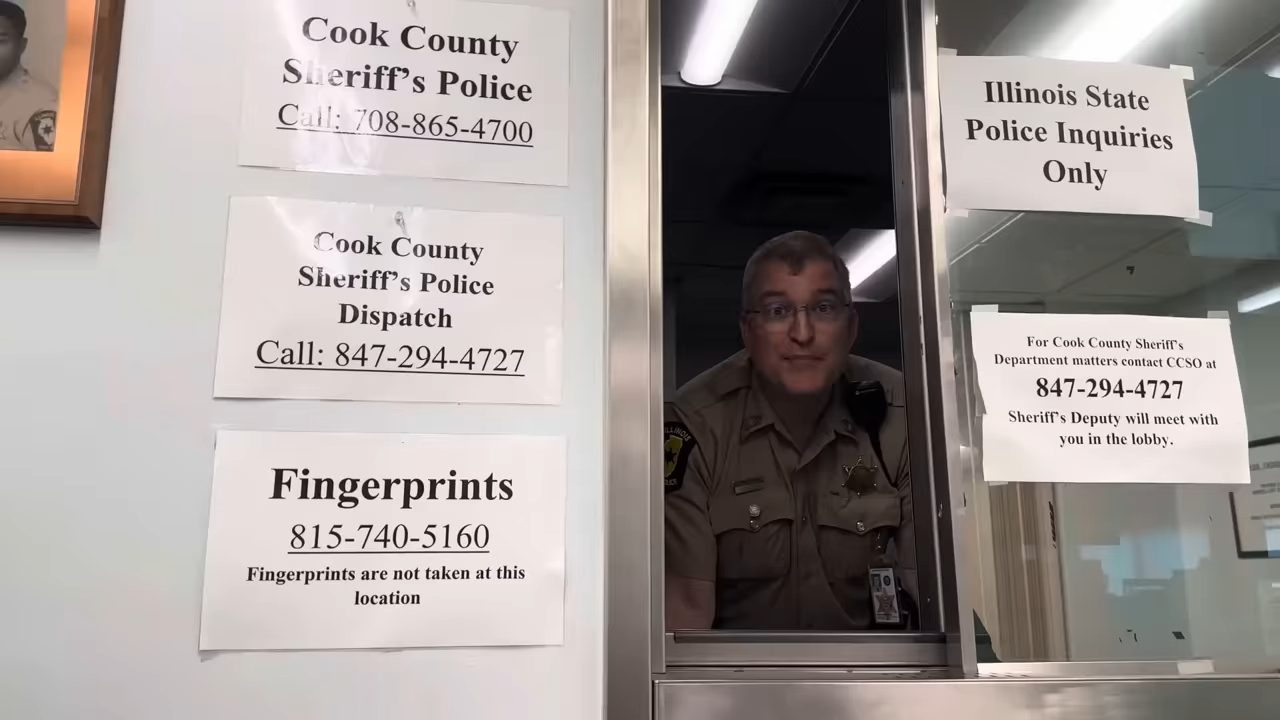 Cook County
Sheriff's Police
Call: 708-865-4700
Cook County
Sheriff's Police
Dispatch
Call: 847-294-4727
Fingerprints
815-740-5160
Fingerprints are not taken at this
location
ILLINOIS
Illinois State
Police Inquiries
Only
For Cook County Sheriff's
Department matters contact CCSO at
847-294-4727
Sheriff's Deputy will meet with
you in the lobby.